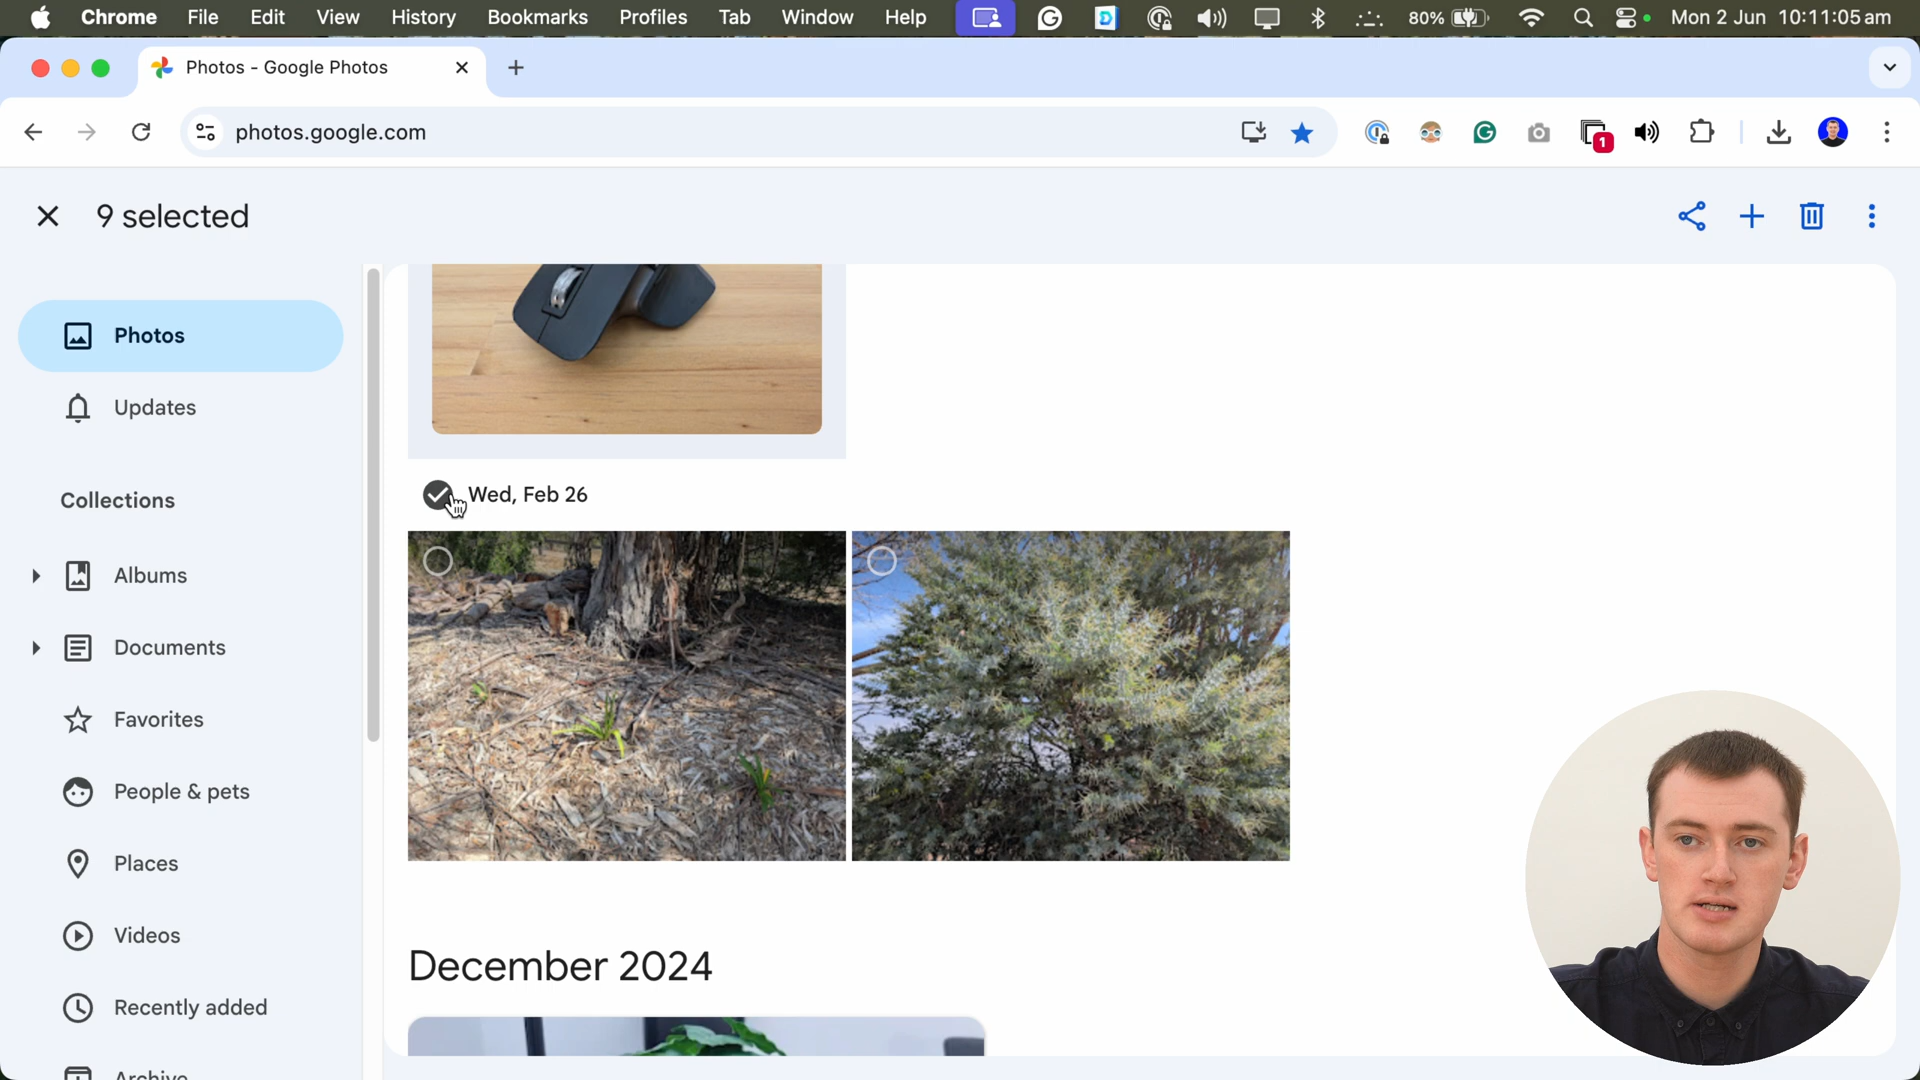 Chrome File Edit View History Bookmarks Profiles Tab Window Help 80% Mon 2 Jun 10:11:05 am
Photos - Google Photos
photos.google.com
1
9 selected
Photos
Updates
Collections
Albums
Documents
Favorites
People & pets
Places
Videos
Recently added
Archive
Wed, Feb 26
December 2024